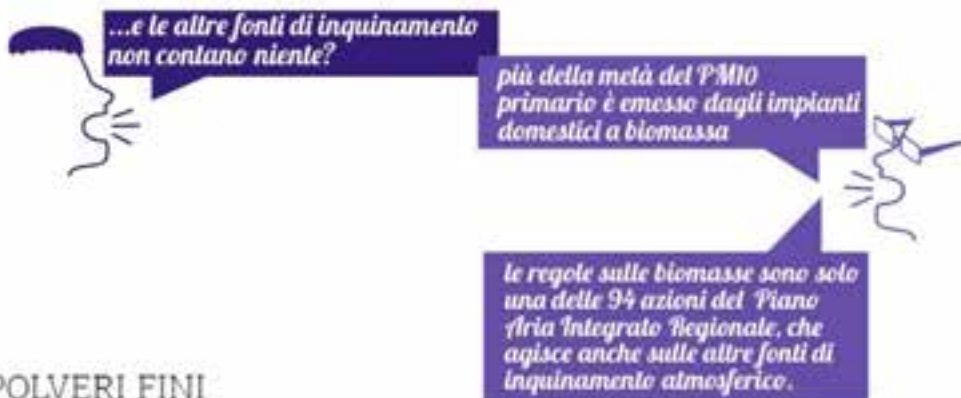 ...e le altre fonti di inquinamento
non contano niente?
più della metà del PM10
primario è emesso dagli impianti
domestici a biomassa
le regole sulle biomasse sono solo
una delle 94 azioni del Piano
Aria Integrato Regionale, che
agisce anche sulle altre fonti di
inquinamento atmosferico.
POLVERI FINI